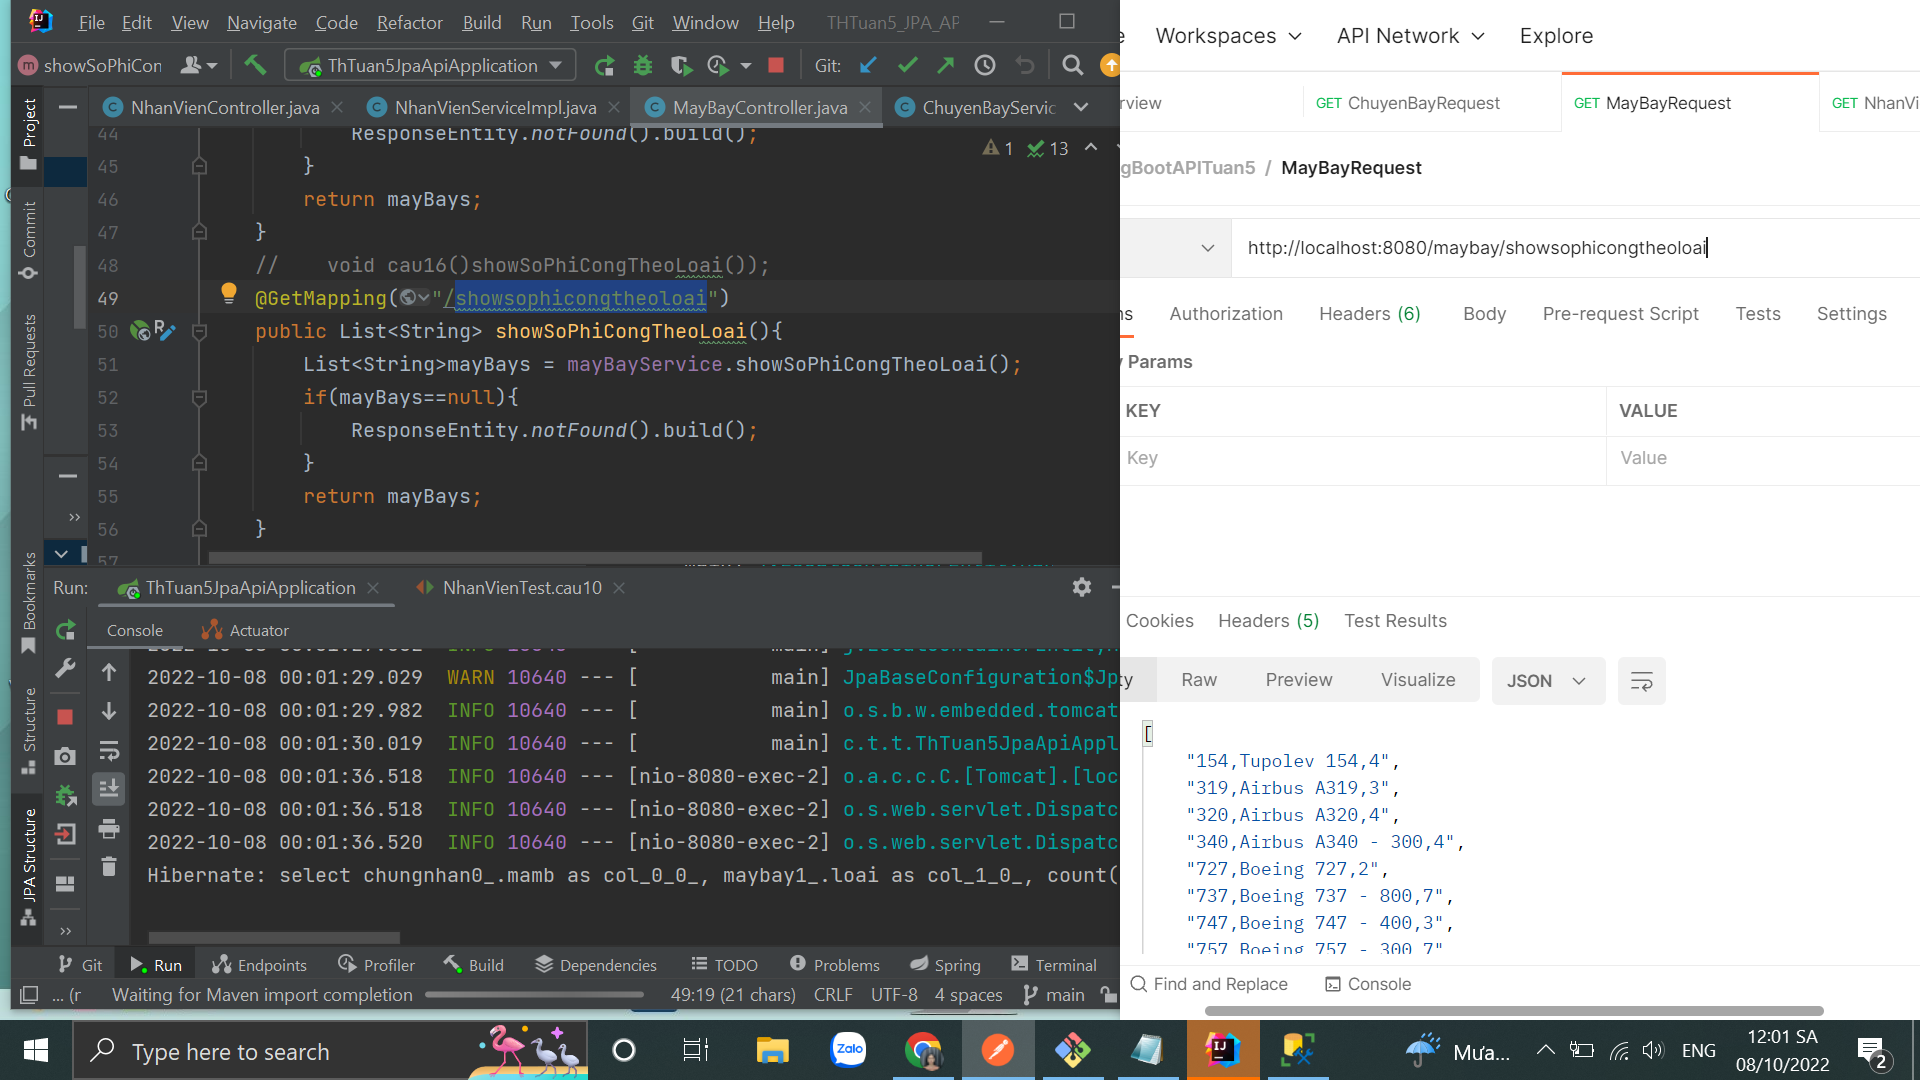 File Edit View Navigate Code Refactor Build Run Tools Git Window Help THTuan5_JPA_AP
showSoPhiCon ThTuan5JpaApiApplication Git:
NhanVienController.java NhanVienServiceImpl.java MayBayController.java ChuyenBayServic
Project
Commit
Pull Requests
Bookmarks
Structure
JPA Structure
1 13
44 ResponseEntity.notFound().build();
45 }
46 return mayBays;
47 }
48 // void cau16()showSoPhiCongTheoLoai());
49 @GetMapping("/showsophicongtheoloai")
50 public List<String> showSoPhiCongTheoLoai(){
51 List<String>mayBays = mayBayService.showSoPhiCongTheoLoai();
52 if(mayBays==null){
53 ResponseEntity.notFound().build();
54 }
55 return mayBays;
56 }
57
Run: ThTuan5JpaApiApplication NhanVienTest.cau10
Console Actuator
2022-10-08 00:01:29.029 WARN 10640 --- [ main] JpaBaseConfiguration$Jp
2022-10-08 00:01:29.982 INFO 10640 --- [ main] o.s.b.w.embedded.tomcat
2022-10-08 00:01:30.019 INFO 10640 --- [ main] c.t.t.ThTuan5JpaApiAppl
2022-10-08 00:01:36.518 INFO 10640 --- [nio-8080-exec-2] o.a.c.c.C.[Tomcat].[loc
2022-10-08 00:01:36.518 INFO 10640 --- [nio-8080-exec-2] o.s.web.servlet.Dispatc
2022-10-08 00:01:36.520 INFO 10640 --- [nio-8080-exec-2] o.s.web.servlet.Dispatc
Hibernate: select chungnhan0_.mamb as col_0_0_, maybay1_.loai as col_1_0_, count(
Git Run Endpoints Profiler Build Dependencies TODO Problems Spring Terminal
... (r Waiting for Maven import completion 49:19 (21 chars) CRLF UTF-8 4 spaces main
e Workspaces API Network Explore
rview GET ChuyenBayRequest GET MayBayRequest GET NhanVi
gBootAPITuan5 / MayBayRequest
http://localhost:8080/maybay/showsophicongtheoloai
ns Authorization Headers (6) Body Pre-request Script Tests Settings
y Params
KEY VALUE
Key Value
Cookies Headers (5) Test Results
ty Raw Preview Visualize JSON
[
"154,Tupolev 154,4",
"319,Airbus A319,3",
"320,Airbus A320,4",
"340,Airbus A340 - 300,4",
"727,Boeing 727,2",
"737,Boeing 737 - 800,7",
"747,Boeing 747 - 400,3",
"757,Boeing 757 - 300,7"
Find and Replace Console
Type here to search Zalo Mưa... ENG 12:01 SA
08/10/2022 2